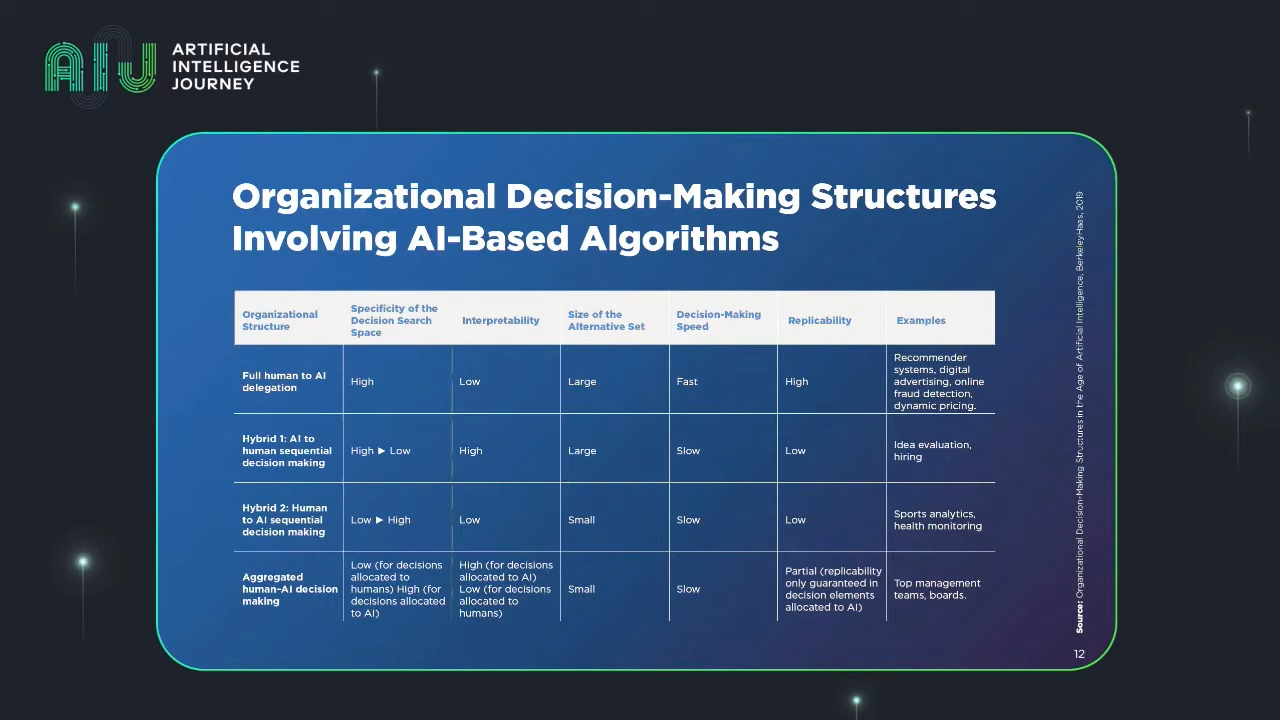 ARTIFICIAL
INTELLIGENCE
JOURNEY
Organizational Decision-Making Structures
Involving AI-Based Algorithms
Organizational
Structure
Specificity of the
Decision Search
Space
Interpretability
Size of the
Alternative Set
Decision-Making
Speed
Replicability
Examples
Full human to AI
delegation
High
Low
Large
Fast
High
Recommender
systems, digital
advertising, online
fraud detection,
dynamic pricing.
Hybrid 1: AI to
human sequential
decision making
High ► Low
High
Large
Slow
Low
Idea evaluation,
hiring
Hybrid 2: Human
to AI sequential
decision making
Low ► High
Low
Small
Slow
Low
Sports analytics,
health monitoring
Aggregated
human–AI decision
making
Low (for decisions
allocated to
humans) High (for
decisions allocated
to AI)
High (for decisions
allocated to AI)
Low (for decisions
allocated to
humans)
Small
Slow
Partial (replicability
only guaranteed in
decision elements
allocated to AI)
Top management
teams, boards.
Source: Organizational Decision-Making Structures in the Age of Artificial Intelligence, BerkeleyHaas, 2019
12